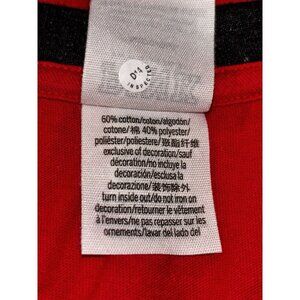 D14
INSPECTED
60% cotton/coton/algodón/
cotone/棉 40% polyester/
poliéster/poliestere/聚酯纤维
exclusive of decoration/sauf
décoration/no incluye la
decoración/esclusa la
decorazione/装饰除外
turn inside out/do not iron on
decoration/retourner le vêtement
à l'envers/ne pas repasser sur les
ornements/lavar del lado del